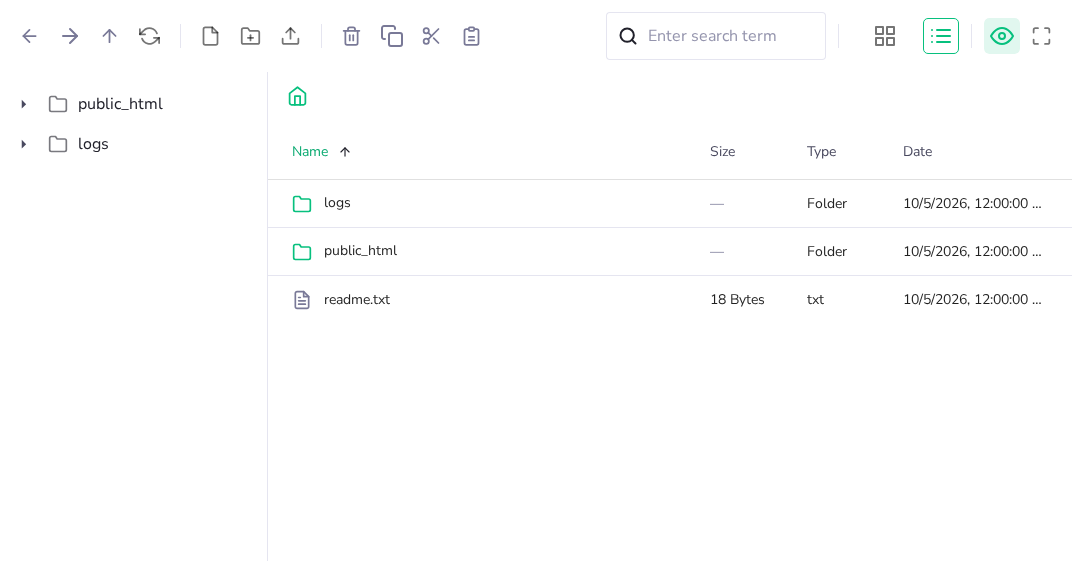 Enter search term
public_html
logs
Name Size Type Date
logs — Folder 10/5/2026, 12:00:00 ...
public_html — Folder 10/5/2026, 12:00:00 ...
readme.txt 18 Bytes txt 10/5/2026, 12:00:00 ...